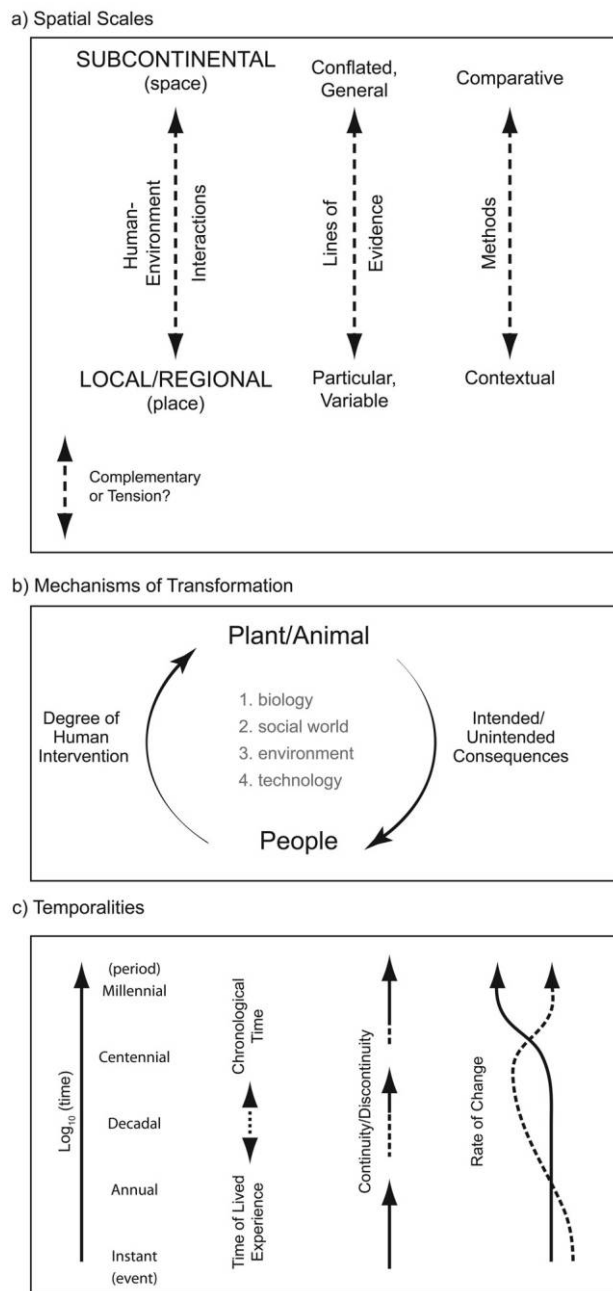 a) Spatial Scales
SUBCONTINENTAL
(space)
Conflated,
General
Comparative
Human-
Environment
Interactions
Lines of
Evidence
Methods
LOCAL/REGIONAL
(place)
Particular,
Variable
Contextual
Complementary
or Tension?
b) Mechanisms of Transformation
Plant/Animal
Degree of
Human
Intervention
1. biology
2. social world
3. environment
4. technology
Intended/
Unintended
Consequences
People
c) Temporalities
Log10 (time)
(period)
Millennial
Centennial
Decadal
Annual
Instant
(event)
Chronological
Time
Time of Lived
Experience
Continuity/Discontinuity
Rate of Change